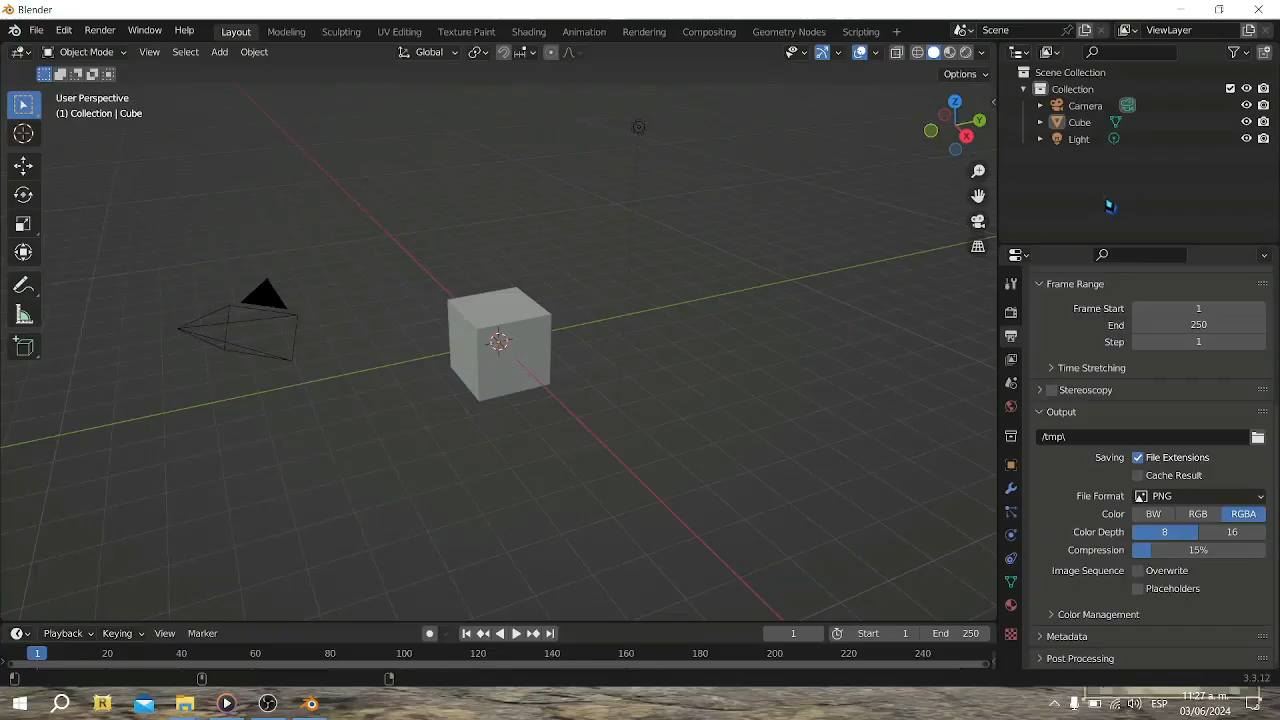 Blender
File Edit Render Window Help Layout Modeling Sculpting UV Editing Texture Paint Shading Animation Rendering Compositing Geometry Nodes Scripting + Scene ViewLayer
Object Mode View Select Add Object Global
Options
User Perspective
(1) Collection | Cube
Z
Y
X
Scene Collection
Collection
Camera
Cube
Light
Frame Range
Frame Start 1
End 250
Step 1
Time Stretching
Stereoscopy
Output
/tmp\
Saving File Extensions
Cache Result
File Format PNG
Color BW RGB RGBA
Color Depth 8 16
Compression 15%
Image Sequence Overwrite
Placeholders
Color Management
Metadata
Post Processing
Playback Keying View Marker 1 Start 1 End 250
1 20 40 60 80 100 120 140 160 180 200 220 240
3.3.12
11:27 a. m.
ESP
03/06/2024